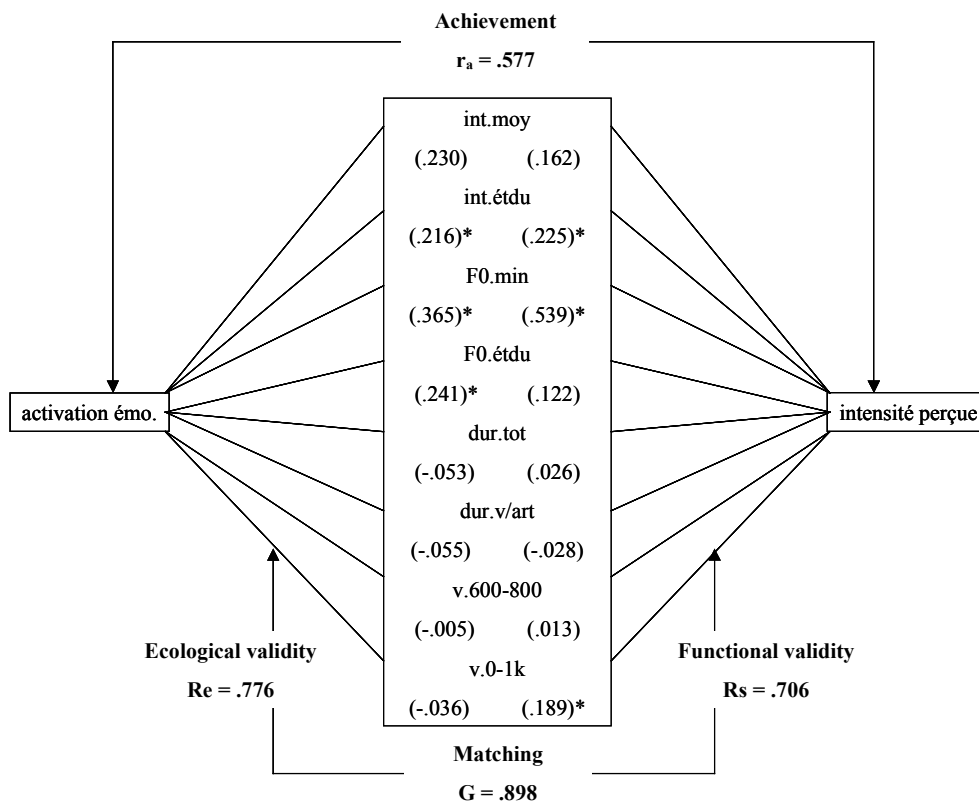 Achievement
rₐ = .577
int.moy
(.230) (.162)
int.étdu
(.216)* (.225)*
F0.min
(.365)* (.539)*
F0.étdu
(.241)* (.122)
activation émo.
intensité perçue
dur.tot
(-.053) (.026)
dur.v/art
(-.055) (-.028)
v.600-800
(-.005) (.013)
Ecological validity
Re = .776
v.0-1k
(-.036) (.189)*
Functional validity
Rs = .706
Matching
G = .898